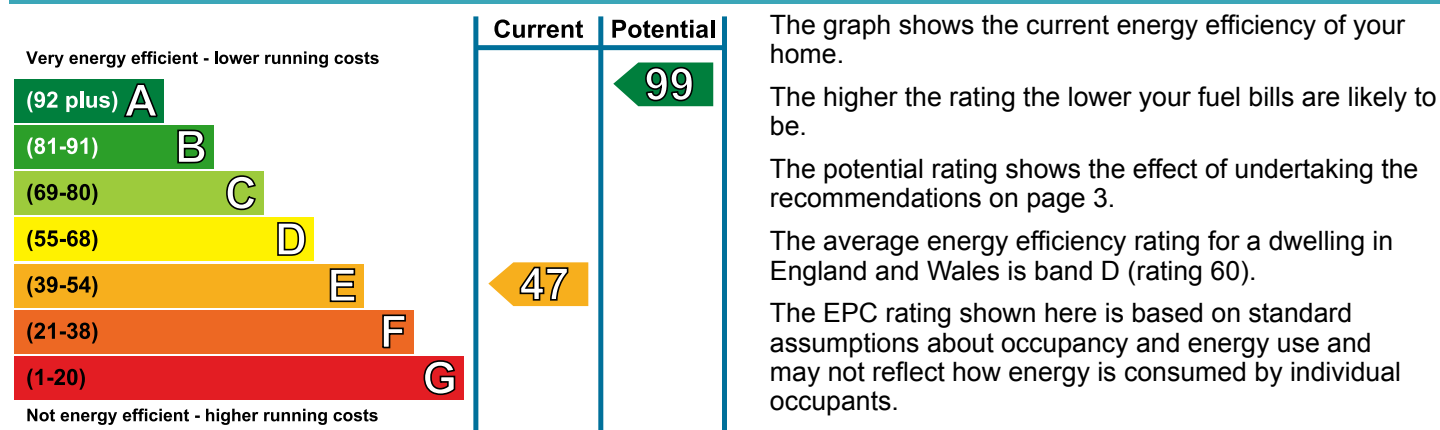 Current Potential
Very energy efficient - lower running costs
(92 plus) A
99
(81-91) B
(69-80) C
(55-68) D
(39-54) E
47
(21-38) F
(1-20) G
Not energy efficient - higher running costs
The graph shows the current energy efficiency of your
home.
The higher the rating the lower your fuel bills are likely to
be.
The potential rating shows the effect of undertaking the
recommendations on page 3.
The average energy efficiency rating for a dwelling in
England and Wales is band D (rating 60).
The EPC rating shown here is based on standard
assumptions about occupancy and energy use and
may not reflect how energy is consumed by individual
occupants.